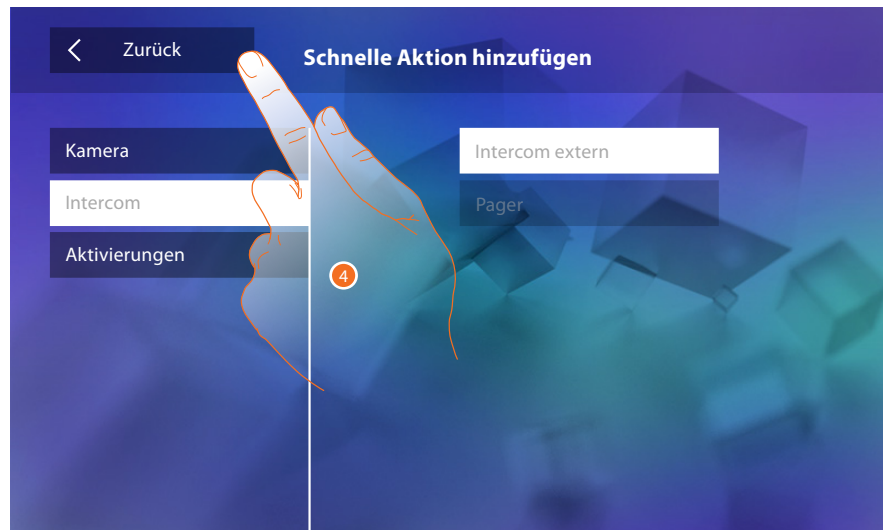 Zurück
Schnelle Aktion hinzufügen
Kamera
Intercom
Aktivierungen
Intercom extern
Pager
4